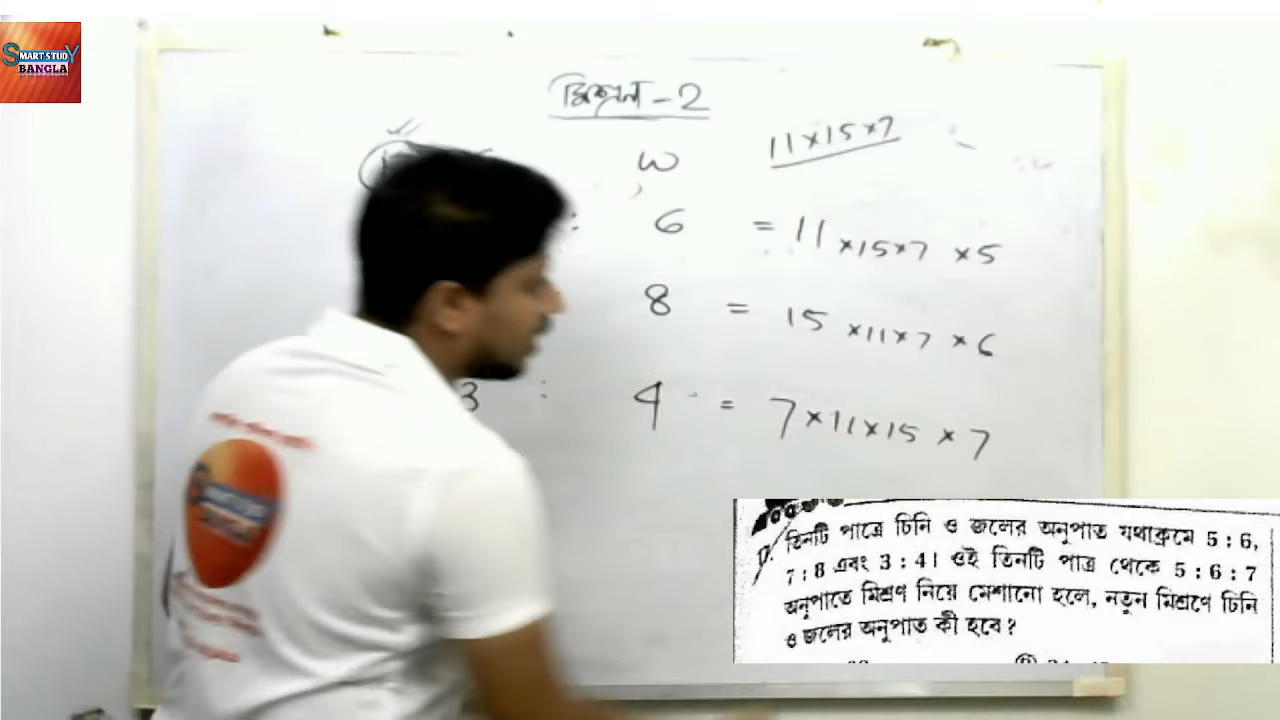 SMART STUDY
BANGLA
মিশ্রণ - 2
W 11×15×7
: 6 = 11 ×15×7 ×5
8 = 15 ×11×7 ×6
3 : 4 = 7×11×15 ×7
17. তিনটি পাত্রে চিনি ও জলের অনুপাত যথাক্রমে 5 : 6,
7 : 8 এবং 3 : 4। ওই তিনটি পাত্র থেকে 5 : 6 : 7
অনুপাতে মিশ্রণ নিয়ে মেশানো হলে, নতুন মিশ্রণে চিনি
ও জলের অনুপাত কী হবে?